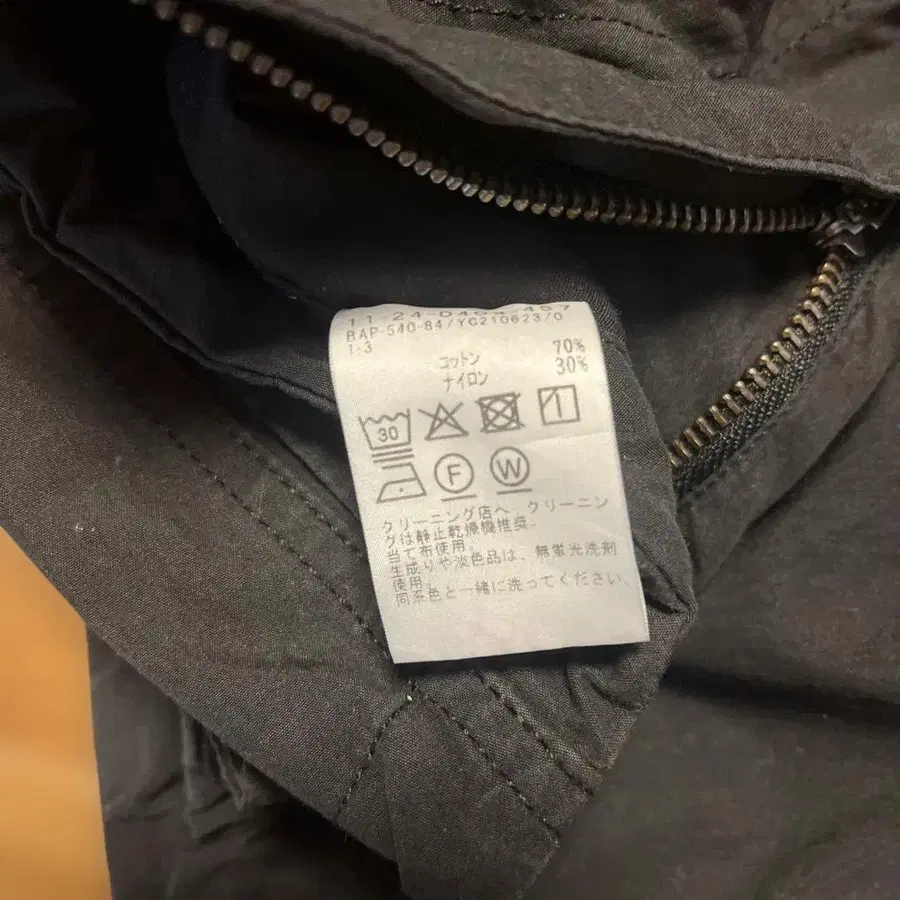 BAP-540-84/YC210623/0
1-3
コットン 70%
ナイロン 30%
30
F W
クリーニング店へ、クリーニン
グは静止乾燥機推奨。
当て布使用。
生成りや淡色品は、無蛍光洗剤
使用。
同系色と一緒に洗ってください、